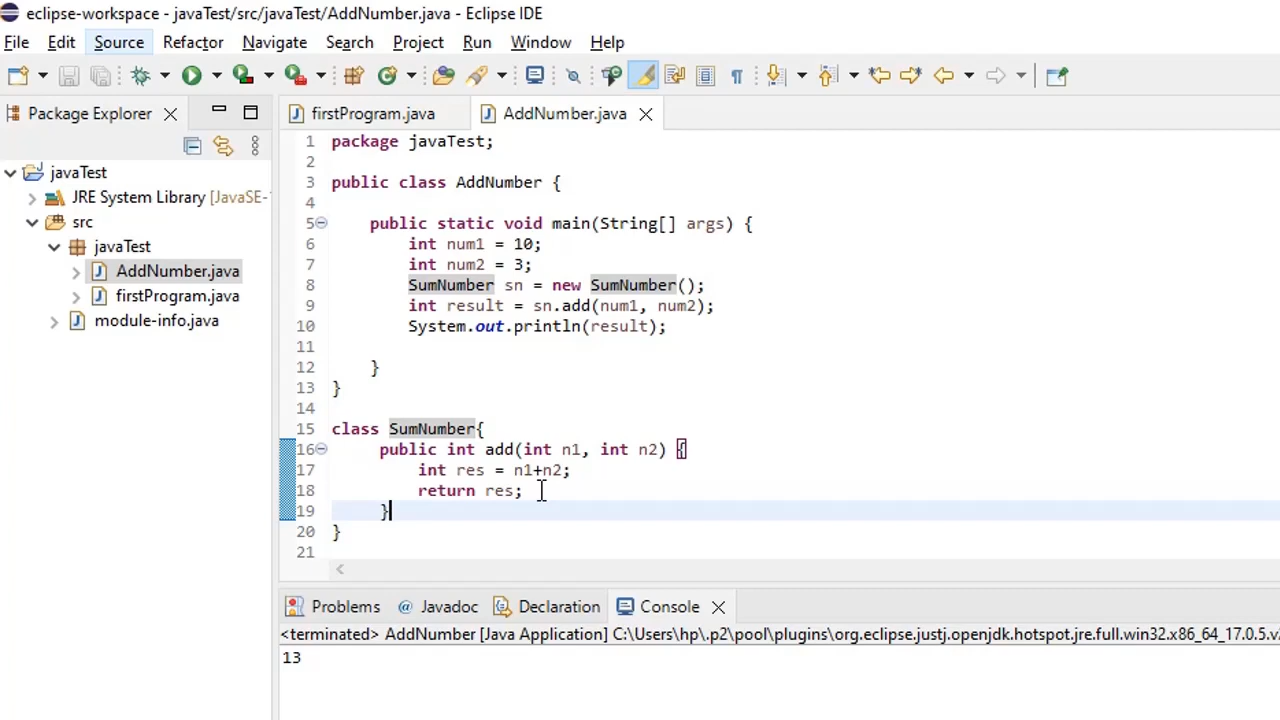 eclipse-workspace - javaTest/src/javaTest/AddNumber.java - Eclipse IDE
File Edit Source Refactor Navigate Search Project Run Window Help
Package Explorer
firstProgram.java AddNumber.java
javaTest
JRE System Library [JavaSE-
src
javaTest
AddNumber.java
firstProgram.java
module-info.java
1 package javaTest;
2
3 public class AddNumber {
4
5 public static void main(String[] args) {
6 int num1 = 10;
7 int num2 = 3;
8 SumNumber sn = new SumNumber();
9 int result = sn.add(num1, num2);
10 System.out.println(result);
11
12 }
13 }
14
15 class SumNumber{
16 public int add(int n1, int n2) {
17 int res = n1+n2;
18 return res;
19 }
20 }
21
Problems @ Javadoc Declaration Console
<terminated> AddNumber [Java Application] C:\Users\hp\.p2\pool\plugins\org.eclipse.justj.openjdk.hotspot.jre.full.win32.x86_64_17.0.5.v
13